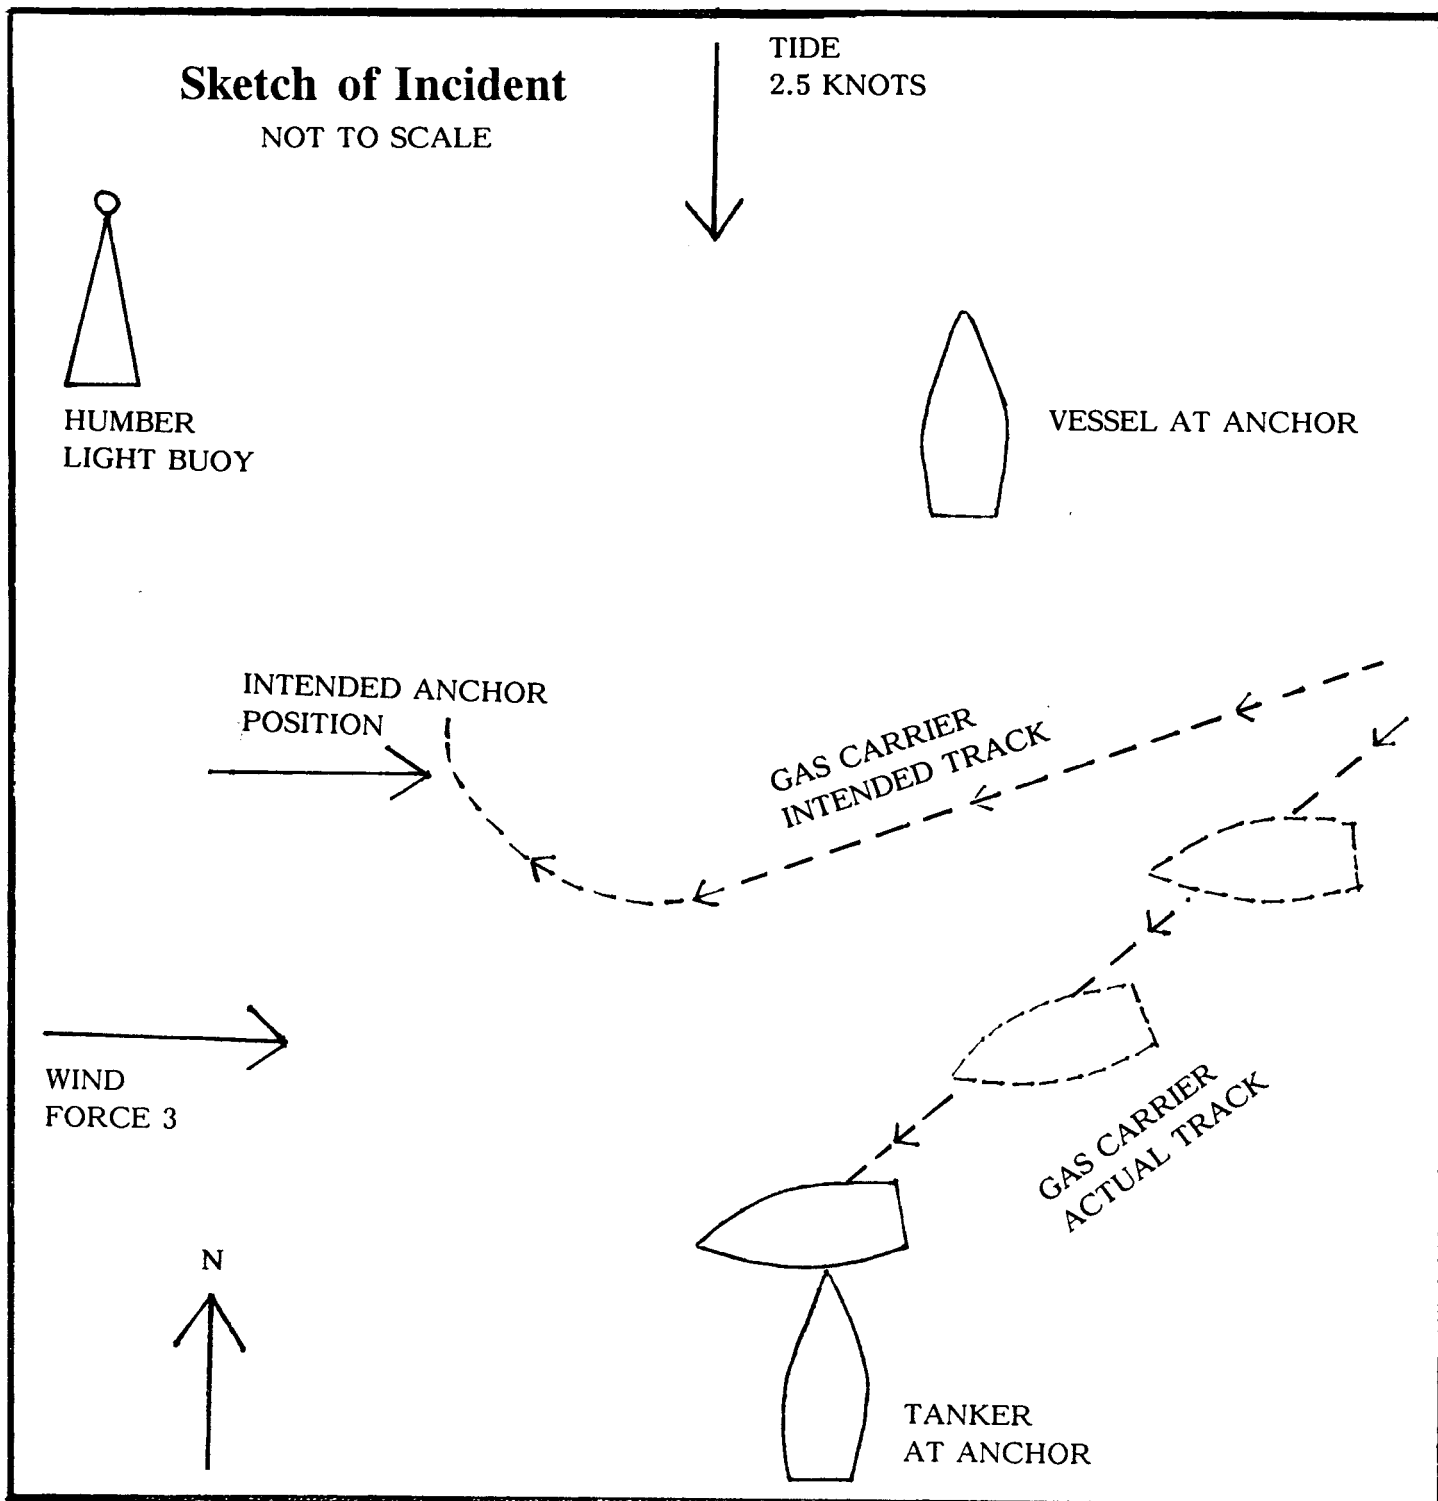 Sketch of Incident
NOT TO SCALE
TIDE
2.5 KNOTS
HUMBER
LIGHT BUOY
VESSEL AT ANCHOR
INTENDED ANCHOR
POSITION
GAS CARRIER
INTENDED TRACK
WIND
FORCE 3
GAS CARRIER
ACTUAL TRACK
N
TANKER
AT ANCHOR